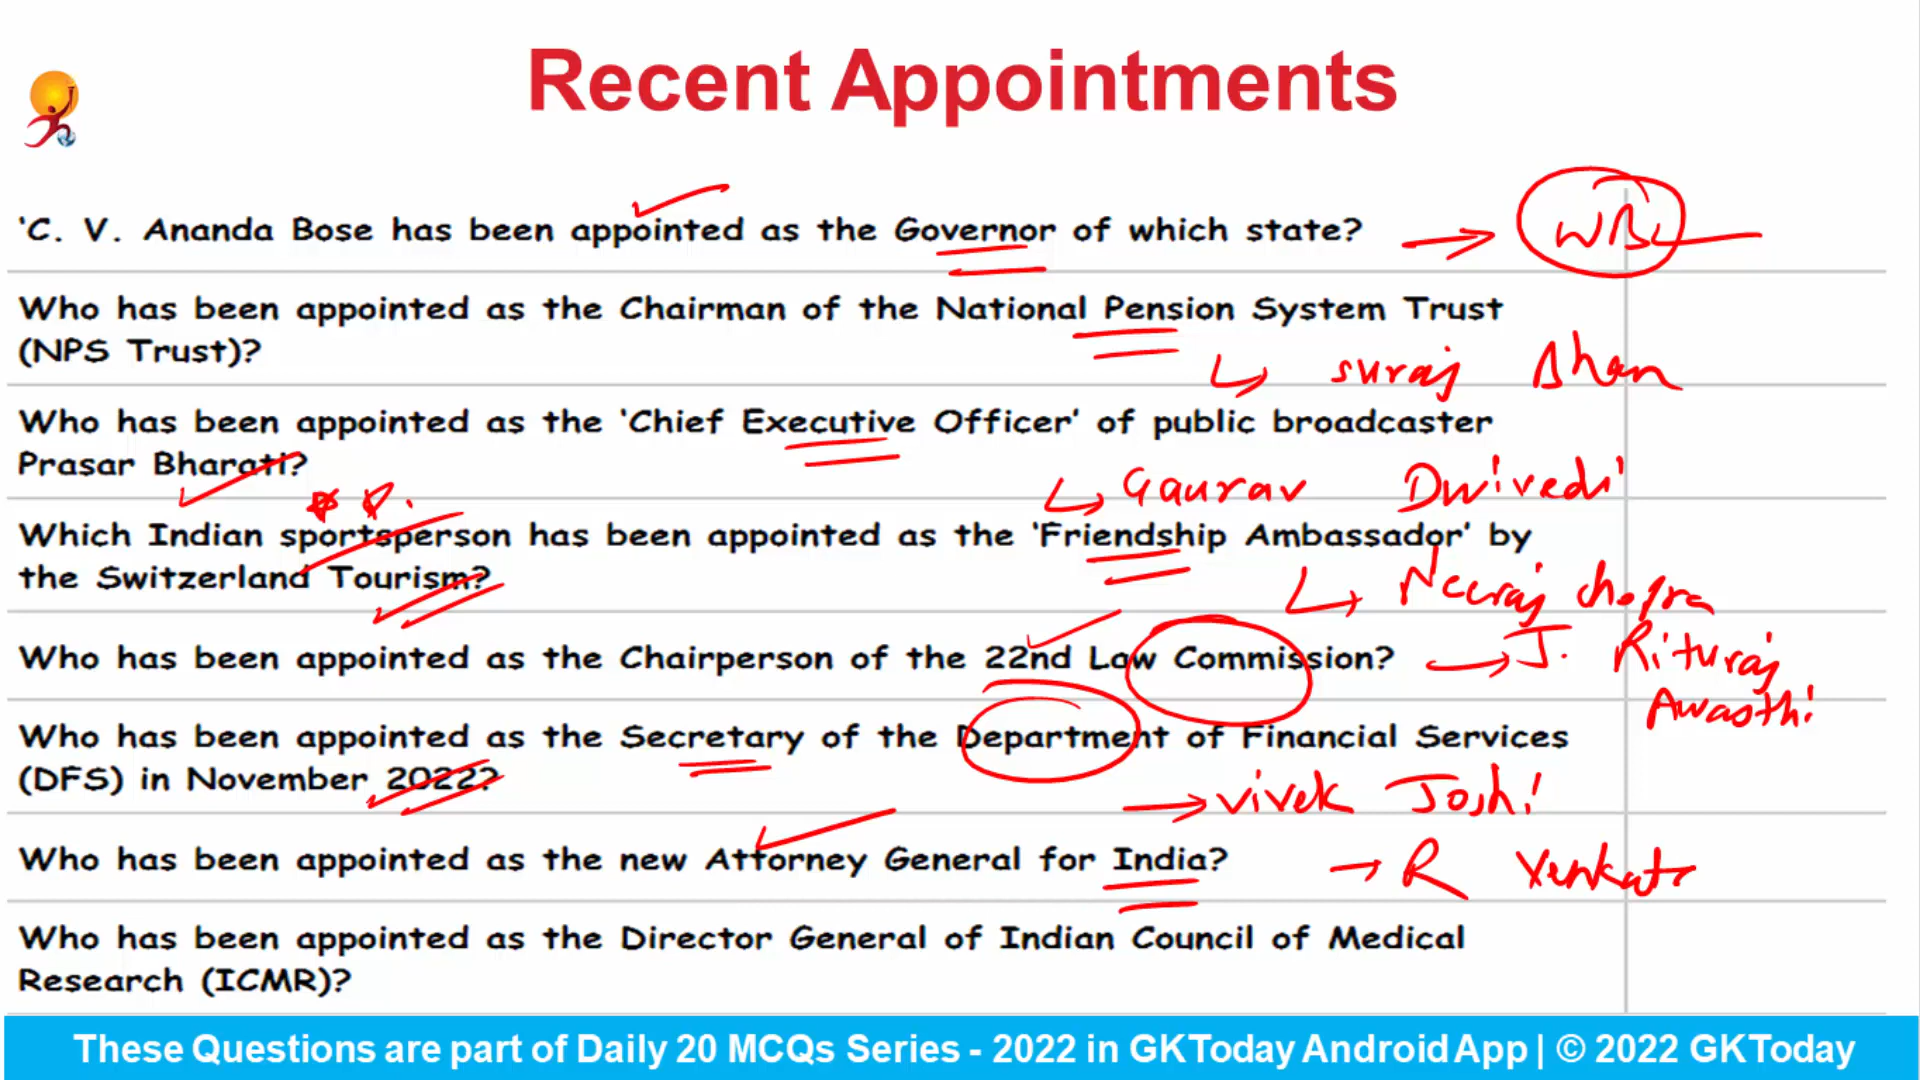 Recent Appointments
'C. V. Ananda Bose has been appointed as the Governor of which state? → WB
Who has been appointed as the Chairman of the National Pension System Trust
(NPS Trust)?
Suraj Bhan
Who has been appointed as the 'Chief Executive Officer' of public broadcaster
Prasar Bharati?
Gaurav Dwivedi
Which Indian sportsperson has been appointed as the 'Friendship Ambassador' by
the Switzerland Tourism?
Neeraj chopra
Who has been appointed as the Chairperson of the 22nd Law Commission? → J. Rituraj
Awasthi
Who has been appointed as the Secretary of the Department of Financial Services
(DFS) in November 2022?
→ vivek Joshi
Who has been appointed as the new Attorney General for India? → R Venkat
Who has been appointed as the Director General of Indian Council of Medical
Research (ICMR)?
These Questions are part of Daily 20 MCQs Series - 2022 in GKToday Android App | © 2022 GKToday